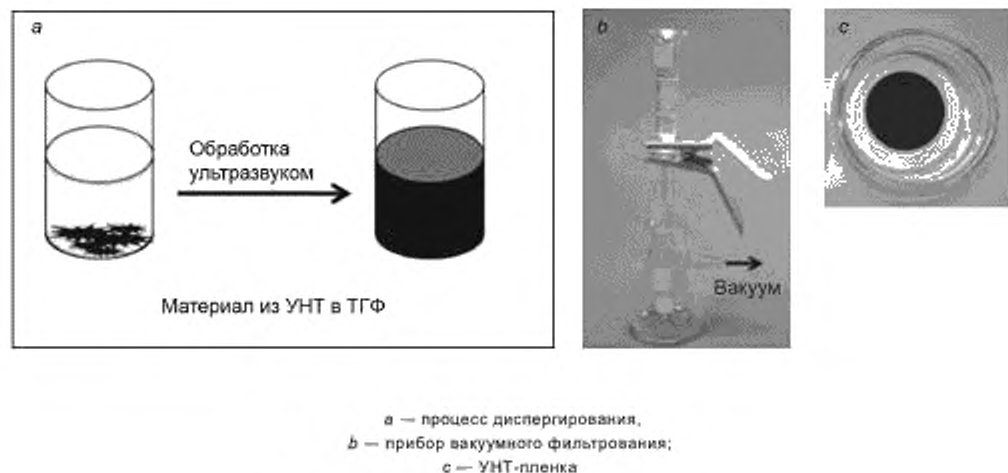 a
Обработка
ультразвуком
Материал из УНТ в ТГФ
b
Вакуум
c
a — процесс диспергирования,
b — прибор вакуумного фильтрования;
c — УНТ-пленка